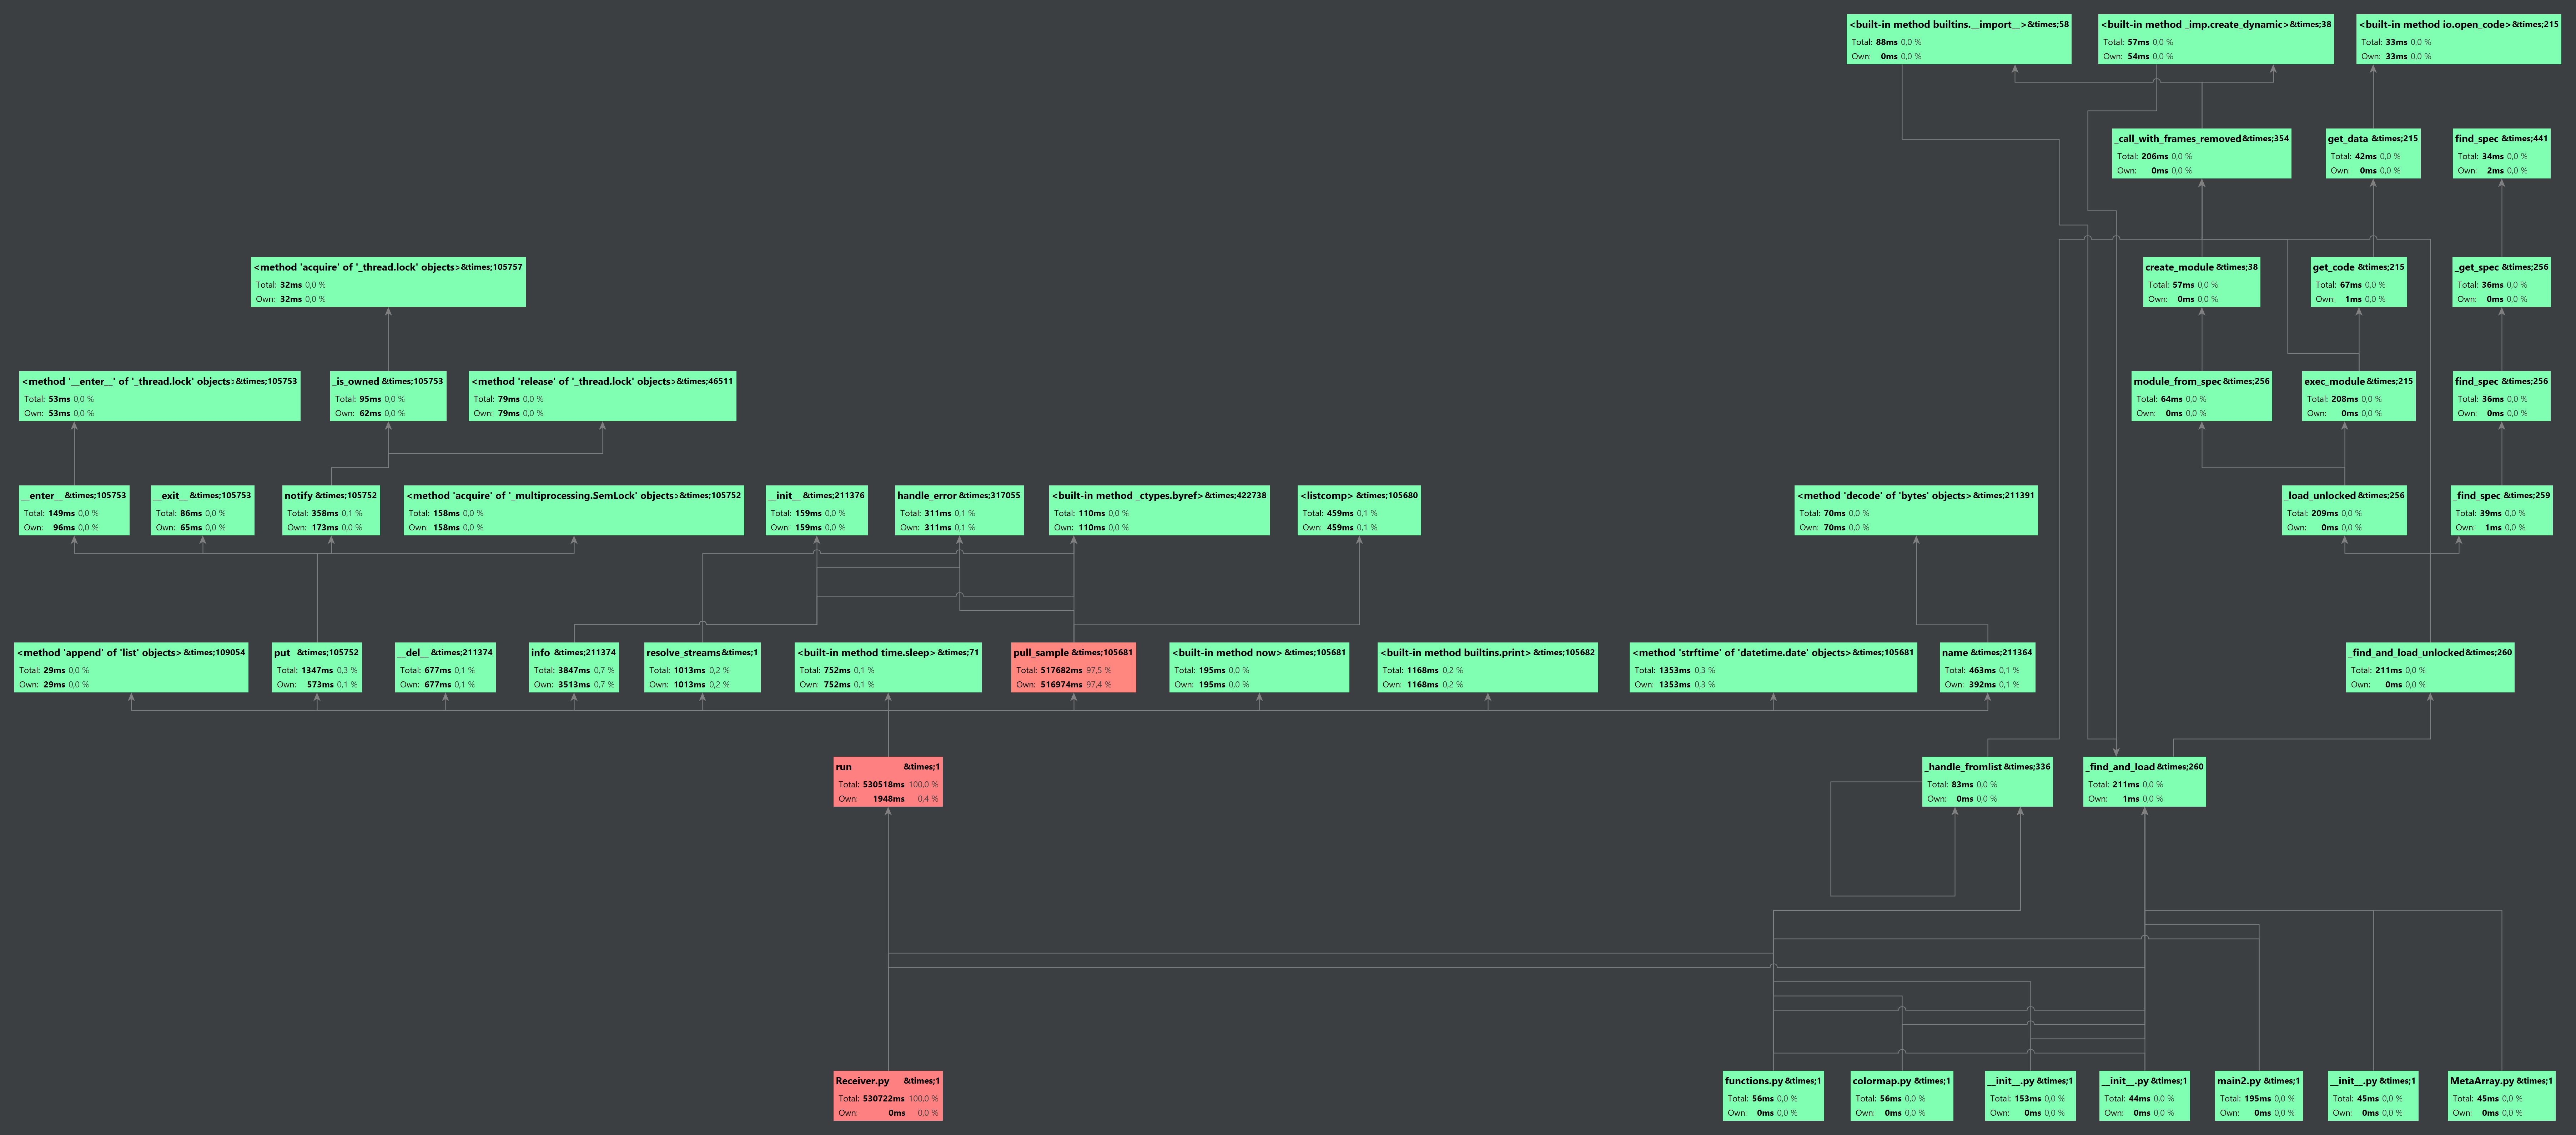 <built-in method builtins.__import__>&times;58
Total: 88ms 0,0 %
Own: 0ms 0,0 %
<built-in method _imp.create_dynamic>&times;38
Total: 57ms 0,0 %
Own: 54ms 0,0 %
<built-in method io.open_code>&times;215
Total: 33ms 0,0 %
Own: 33ms 0,0 %
_call_with_frames_removed&times;354
Total: 206ms 0,0 %
Own: 0ms 0,0 %
get_data &times;215
Total: 42ms 0,0 %
Own: 0ms 0,0 %
find_spec &times;441
Total: 34ms 0,0 %
Own: 2ms 0,0 %
<method 'acquire' of '_thread.lock' objects>&times;105757
Total: 32ms 0,0 %
Own: 32ms 0,0 %
create_module &times;38
Total: 57ms 0,0 %
Own: 0ms 0,0 %
get_code &times;215
Total: 67ms 0,0 %
Own: 1ms 0,0 %
_get_spec &times;256
Total: 36ms 0,0 %
Own: 0ms 0,0 %
<method '__enter__' of '_thread.lock' objects>&times;105753
Total: 53ms 0,0 %
Own: 53ms 0,0 %
_is_owned &times;105753
Total: 95ms 0,0 %
Own: 62ms 0,0 %
<method 'release' of '_thread.lock' objects>&times;46511
Total: 79ms 0,0 %
Own: 79ms 0,0 %
module_from_spec &times;256
Total: 64ms 0,0 %
Own: 0ms 0,0 %
exec_module &times;215
Total: 208ms 0,0 %
Own: 0ms 0,0 %
find_spec &times;256
Total: 36ms 0,0 %
Own: 0ms 0,0 %
__enter__ &times;105753
Total: 149ms 0,0 %
Own: 96ms 0,0 %
__exit__ &times;105753
Total: 86ms 0,0 %
Own: 65ms 0,0 %
notify &times;105752
Total: 358ms 0,1 %
Own: 173ms 0,0 %
<method 'acquire' of '_multiprocessing.SemLock' objects>&times;105752
Total: 158ms 0,0 %
Own: 158ms 0,0 %
__init__ &times;211376
Total: 159ms 0,0 %
Own: 159ms 0,0 %
handle_error &times;317055
Total: 311ms 0,1 %
Own: 311ms 0,1 %
<built-in method _ctypes.byref>&times;422738
Total: 110ms 0,0 %
Own: 110ms 0,0 %
<listcomp> &times;105680
Total: 459ms 0,1 %
Own: 459ms 0,1 %
<method 'decode' of 'bytes' objects>&times;211391
Total: 70ms 0,0 %
Own: 70ms 0,0 %
_load_unlocked &times;256
Total: 209ms 0,0 %
Own: 0ms 0,0 %
_find_spec &times;259
Total: 39ms 0,0 %
Own: 1ms 0,0 %
<method 'append' of 'list' objects>&times;109054
Total: 29ms 0,0 %
Own: 29ms 0,0 %
put &times;105752
Total: 1347ms 0,3 %
Own: 573ms 0,1 %
__del__ &times;211374
Total: 677ms 0,1 %
Own: 677ms 0,1 %
info &times;211374
Total: 3847ms 0,7 %
Own: 3513ms 0,7 %
resolve_streams&times;1
Total: 1013ms 0,2 %
Own: 1013ms 0,2 %
<built-in method time.sleep>&times;71
Total: 752ms 0,1 %
Own: 752ms 0,1 %
pull_sample &times;105681
Total: 517682ms 97,5 %
Own: 516974ms 97,4 %
<built-in method now>&times;105681
Total: 195ms 0,0 %
Own: 195ms 0,0 %
<built-in method builtins.print>&times;105682
Total: 1168ms 0,2 %
Own: 1168ms 0,2 %
<method 'strftime' of 'datetime.date' objects>&times;105681
Total: 1353ms 0,3 %
Own: 1353ms 0,3 %
name &times;211364
Total: 463ms 0,1 %
Own: 392ms 0,1 %
_find_and_load_unlocked&times;260
Total: 211ms 0,0 %
Own: 0ms 0,0 %
run &times;1
Total: 530518ms 100,0 %
Own: 1948ms 0,4 %
_handle_fromlist &times;336
Total: 83ms 0,0 %
Own: 0ms 0,0 %
_find_and_load &times;260
Total: 211ms 0,0 %
Own: 1ms 0,0 %
Receiver.py &times;1
Total: 530722ms 100,0 %
Own: 0ms 0,0 %
functions.py&times;1
Total: 56ms 0,0 %
Own: 0ms 0,0 %
colormap.py &times;1
Total: 56ms 0,0 %
Own: 0ms 0,0 %
__init__.py &times;1
Total: 153ms 0,0 %
Own: 0ms 0,0 %
__init__.py &times;1
Total: 44ms 0,0 %
Own: 0ms 0,0 %
main2.py &times;1
Total: 195ms 0,0 %
Own: 0ms 0,0 %
__init__.py &times;1
Total: 45ms 0,0 %
Own: 0ms 0,0 %
MetaArray.py &times;1
Total: 45ms 0,0 %
Own: 0ms 0,0 %